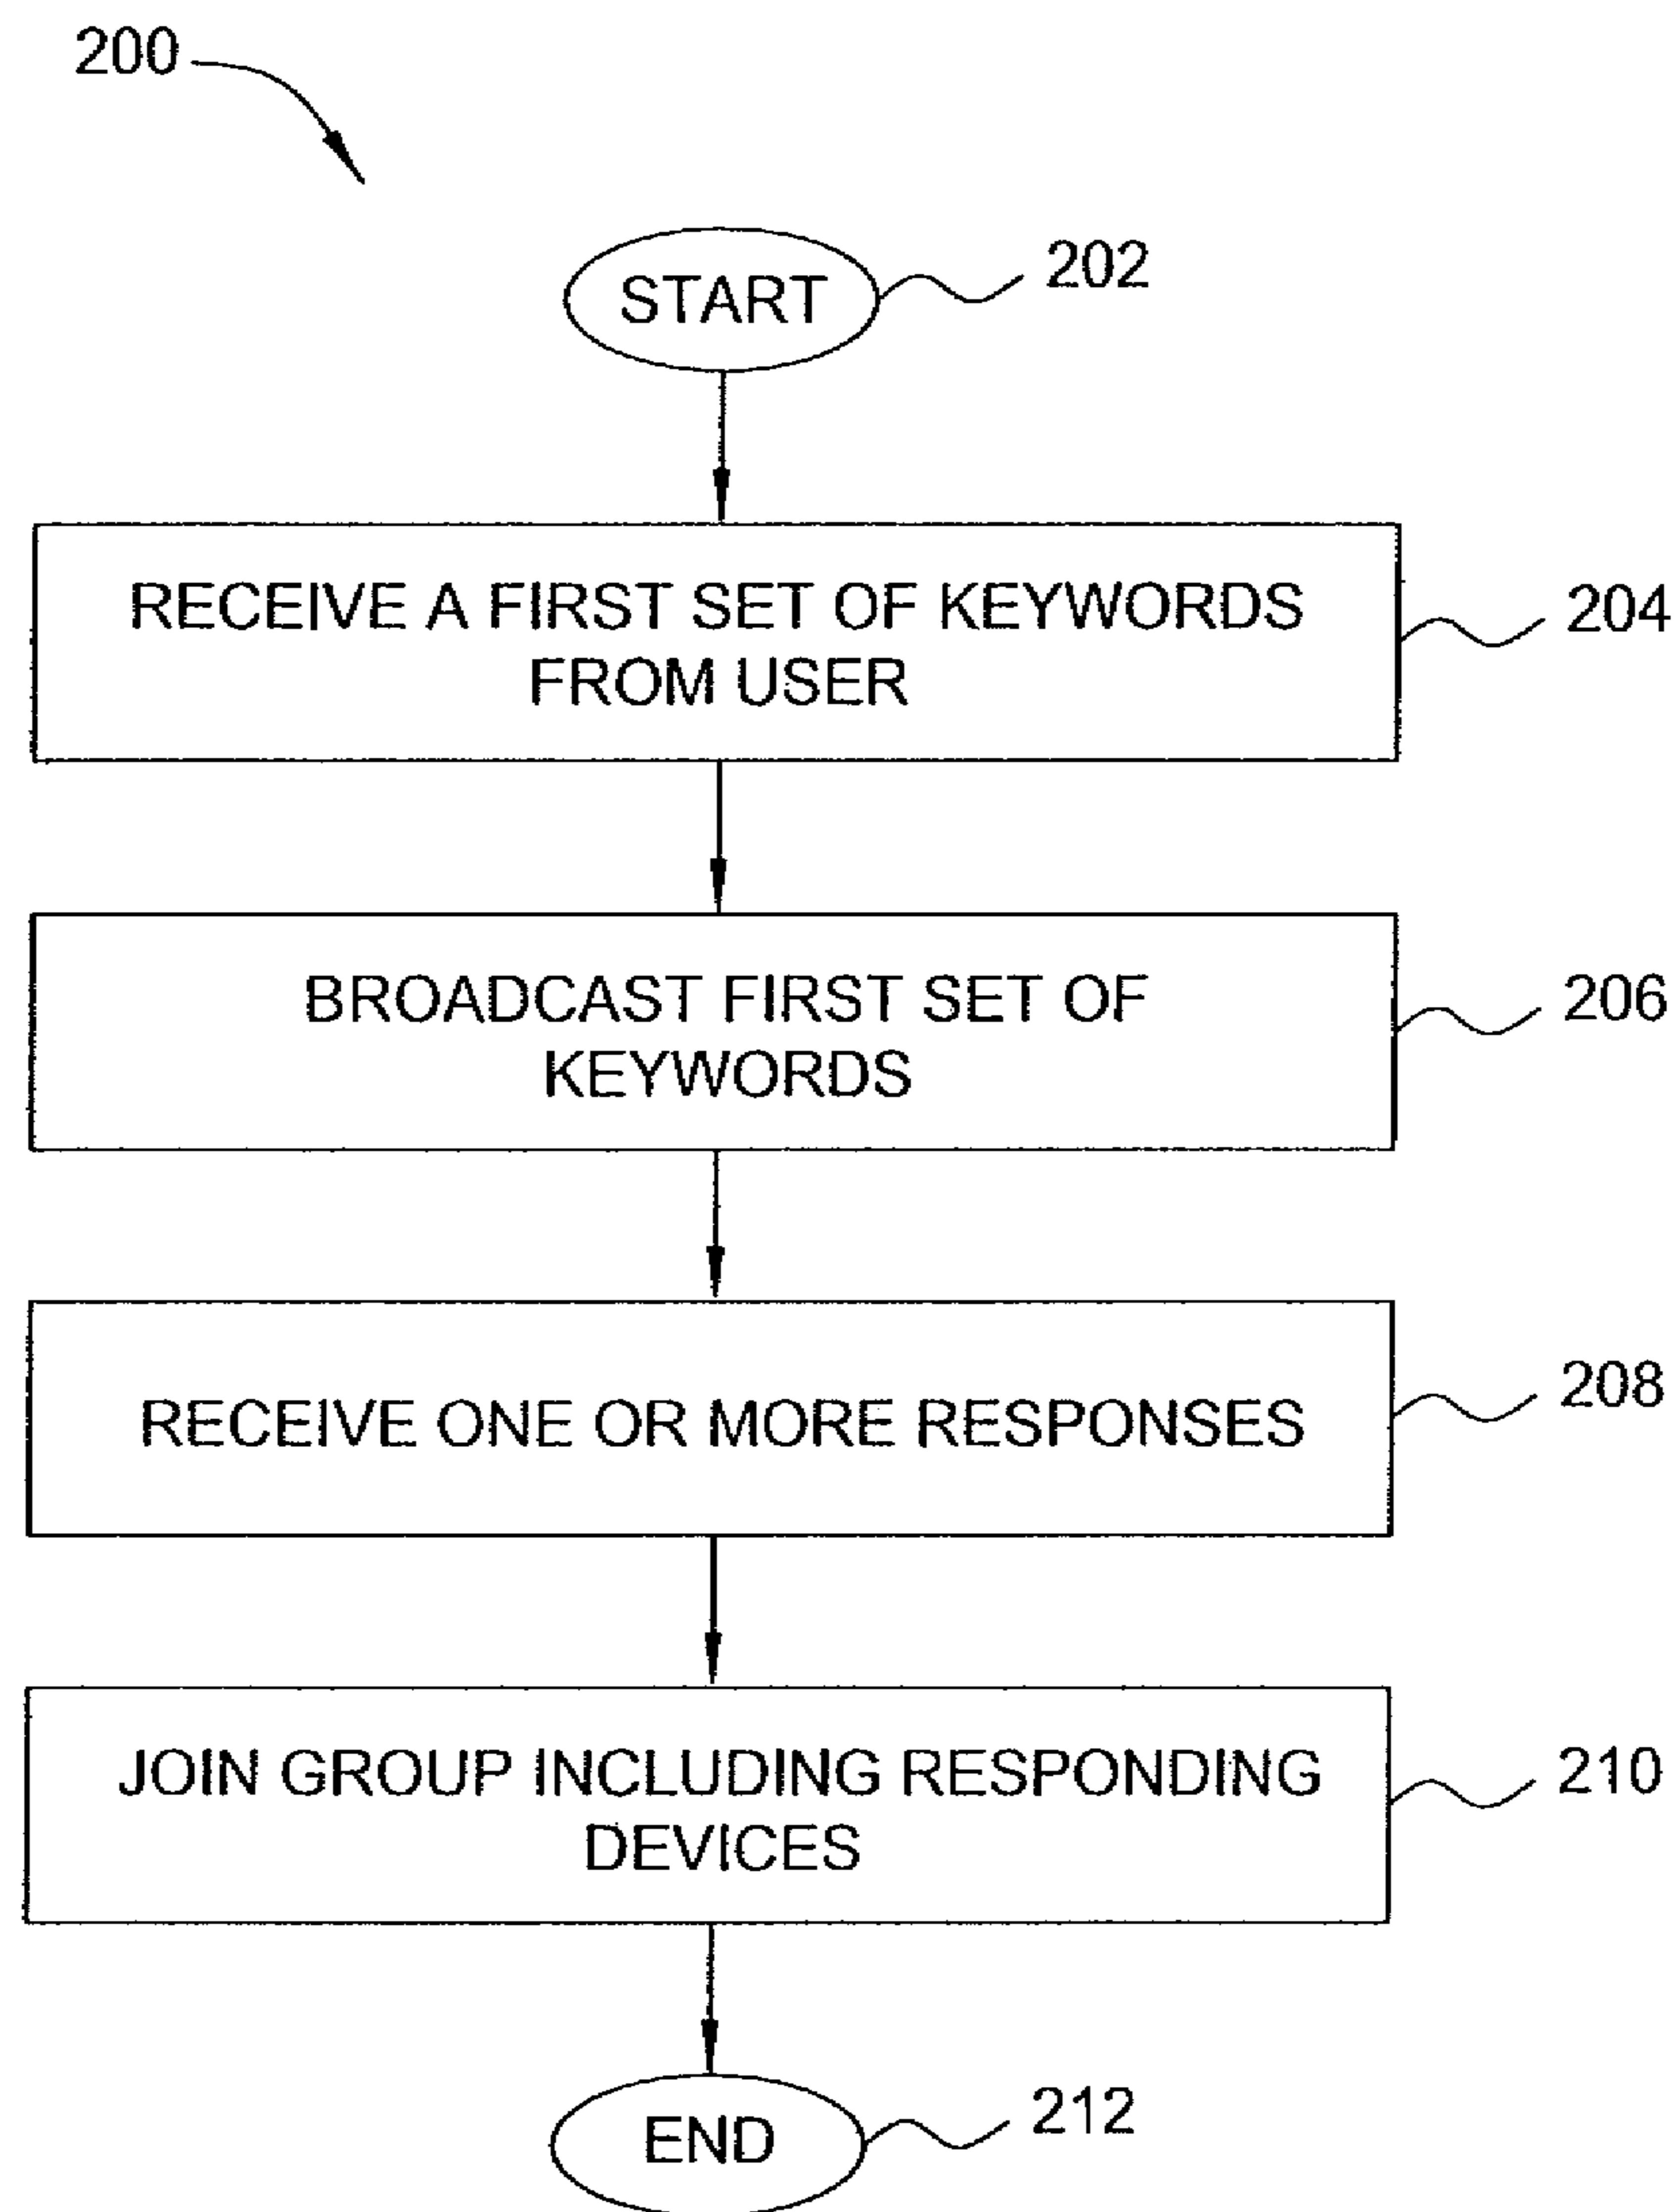 200
START
202
RECEIVE A FIRST SET OF KEYWORDS
FROM USER
204
BROADCAST FIRST SET OF
KEYWORDS
206
RECEIVE ONE OR MORE RESPONSES
208
JOIN GROUP INCLUDING RESPONDING
DEVICES
210
END
212